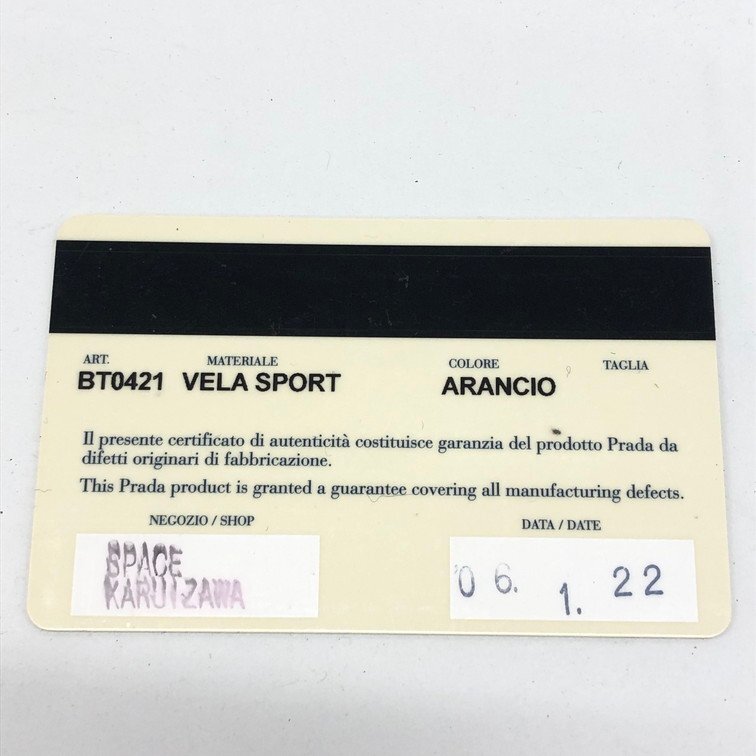 ART. MATERIALE COLORE TAGLIA
BT0421 VELA SPORT ARANCIO
Il presente certificato di autenticità costituisce garanzia del prodotto Prada da
difetti originari di fabbricazione.
This Prada product is granted a guarantee covering all manufacturing defects.
NEGOZIO / SHOP DATA / DATE
SPACE
KARUIZAWA
'06. 1. 22